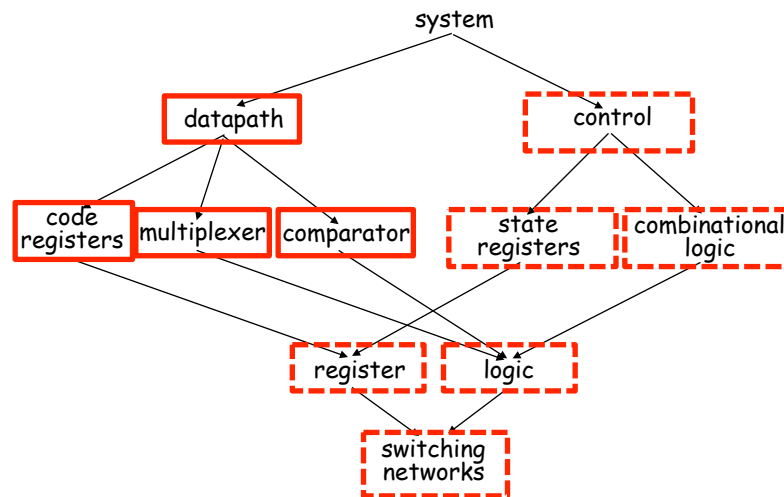 system
datapath
control
code
registers
multiplexer
comparator
state
registers
combinational
logic
register
logic
switching
networks